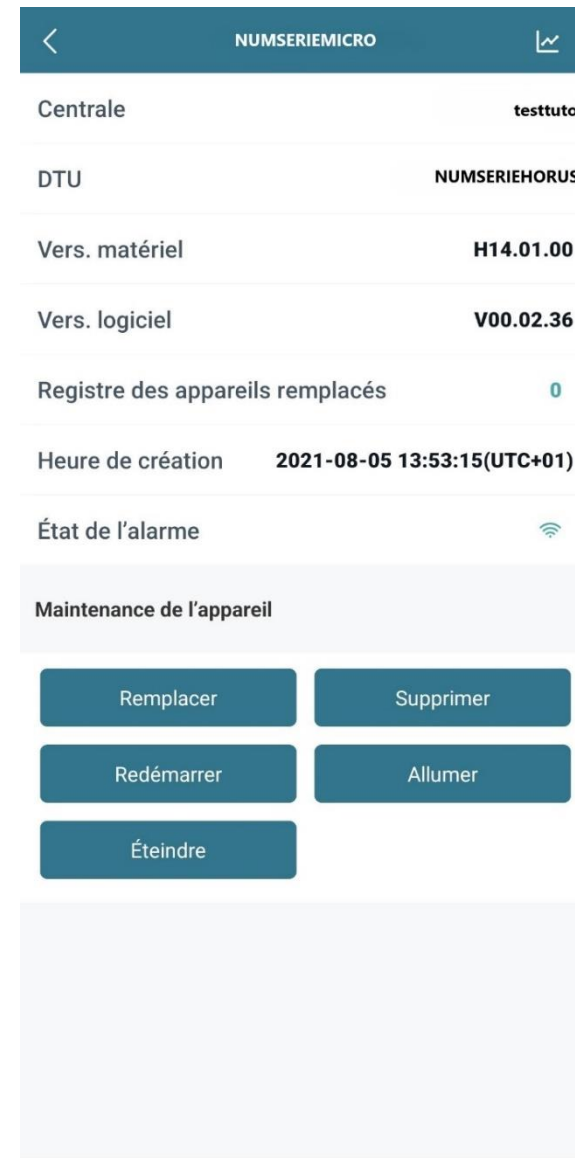 NUMSERIEMICRO
Centrale testtuto
DTU NUMSERIEHORUS
Vers. matériel H14.01.00
Vers. logiciel V00.02.36
Registre des appareils remplacés 0
Heure de création 2021-08-05 13:53:15(UTC+01)
État de l’alarme
Maintenance de l’appareil
Remplacer Supprimer
Redémarrer Allumer
Éteindre